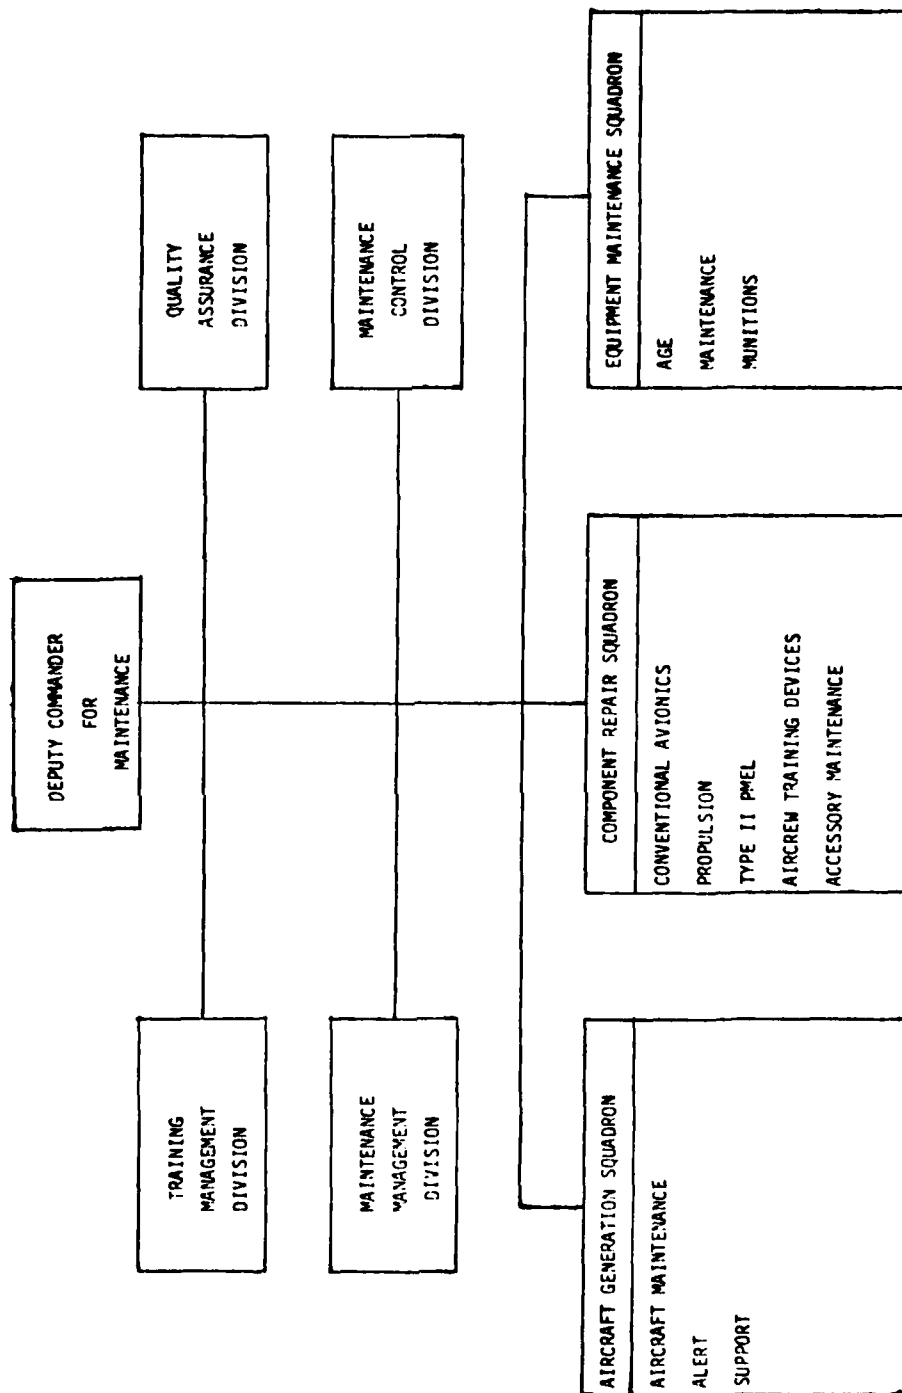 DEPUTY COMMANDER
FOR
MAINTENANCE
TRAINING
MANAGEMENT
DIVISION
QUALITY
ASSURANCE
DIVISION
MAINTENANCE
MANAGEMENT
DIVISION
MAINTENANCE
CONTROL
DIVISION
AIRCRAFT GENERATION SQUADRON
AIRCRAFT MAINTENANCE
ALERT
SUPPORT
COMPONENT REPAIR SQUADRON
CONVENTIONAL AVIONICS
PROPULSION
TYPE II PMEL
AIRCREW TRAINING DEVICES
ACCESSORY MAINTENANCE
EQUIPMENT MAINTENANCE SQUADRON
AGE
MAINTENANCE
MUNITIONS